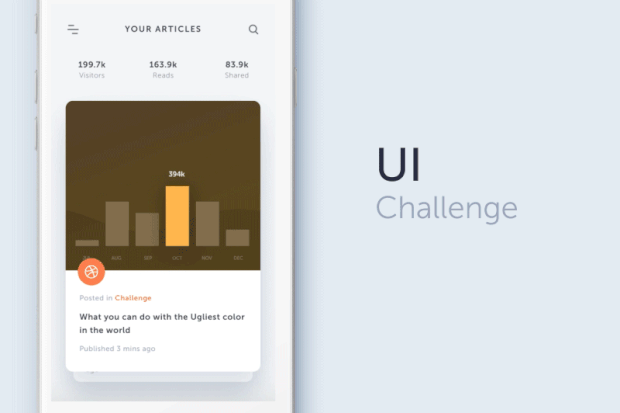 YOUR ARTICLES
199.7k
163.9k
83.9k
Visitors
Reads
Shared
394k
AUG
SEP
OCT
NOV
DEC
Posted in Challenge
What you can do with the Ugliest color
in the world
Published 3 mins ago
UI
Challenge